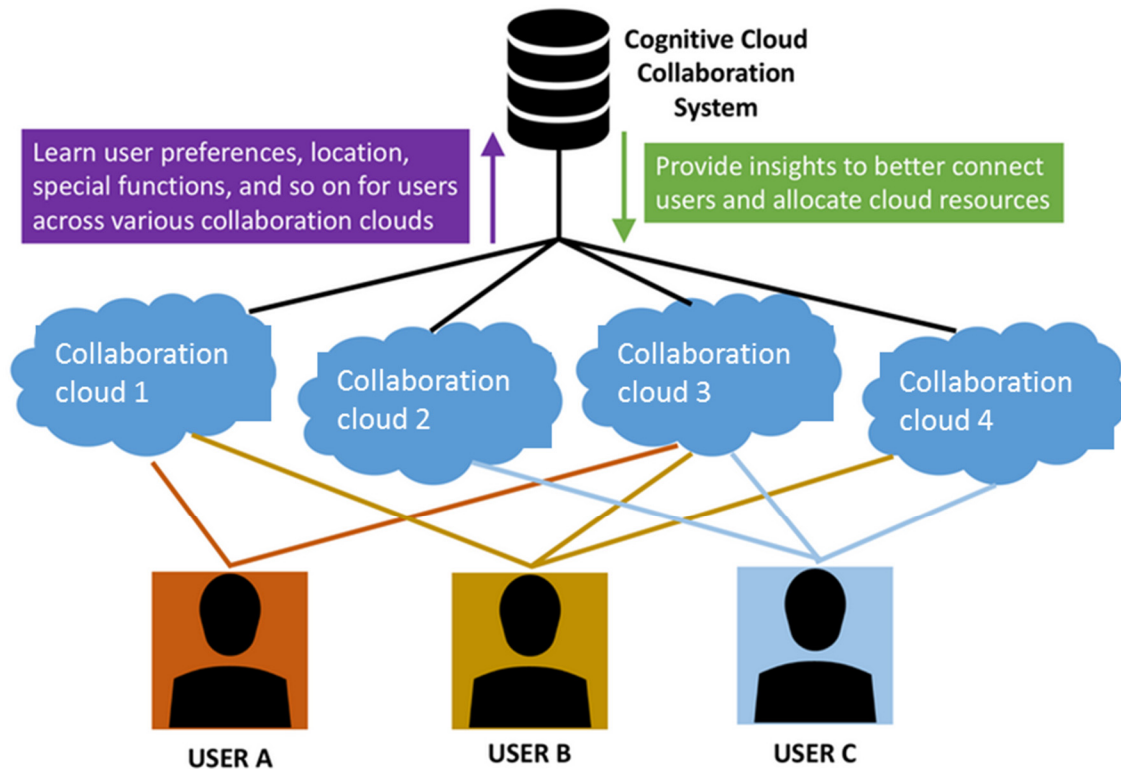 Cognitive Cloud
Collaboration
System
Learn user preferences, location,
special functions, and so on for users
across various collaboration clouds
Provide insights to better connect
users and allocate cloud resources
Collaboration
cloud 1
Collaboration
cloud 2
Collaboration
cloud 3
Collaboration
cloud 4
USER A
USER B
USER C